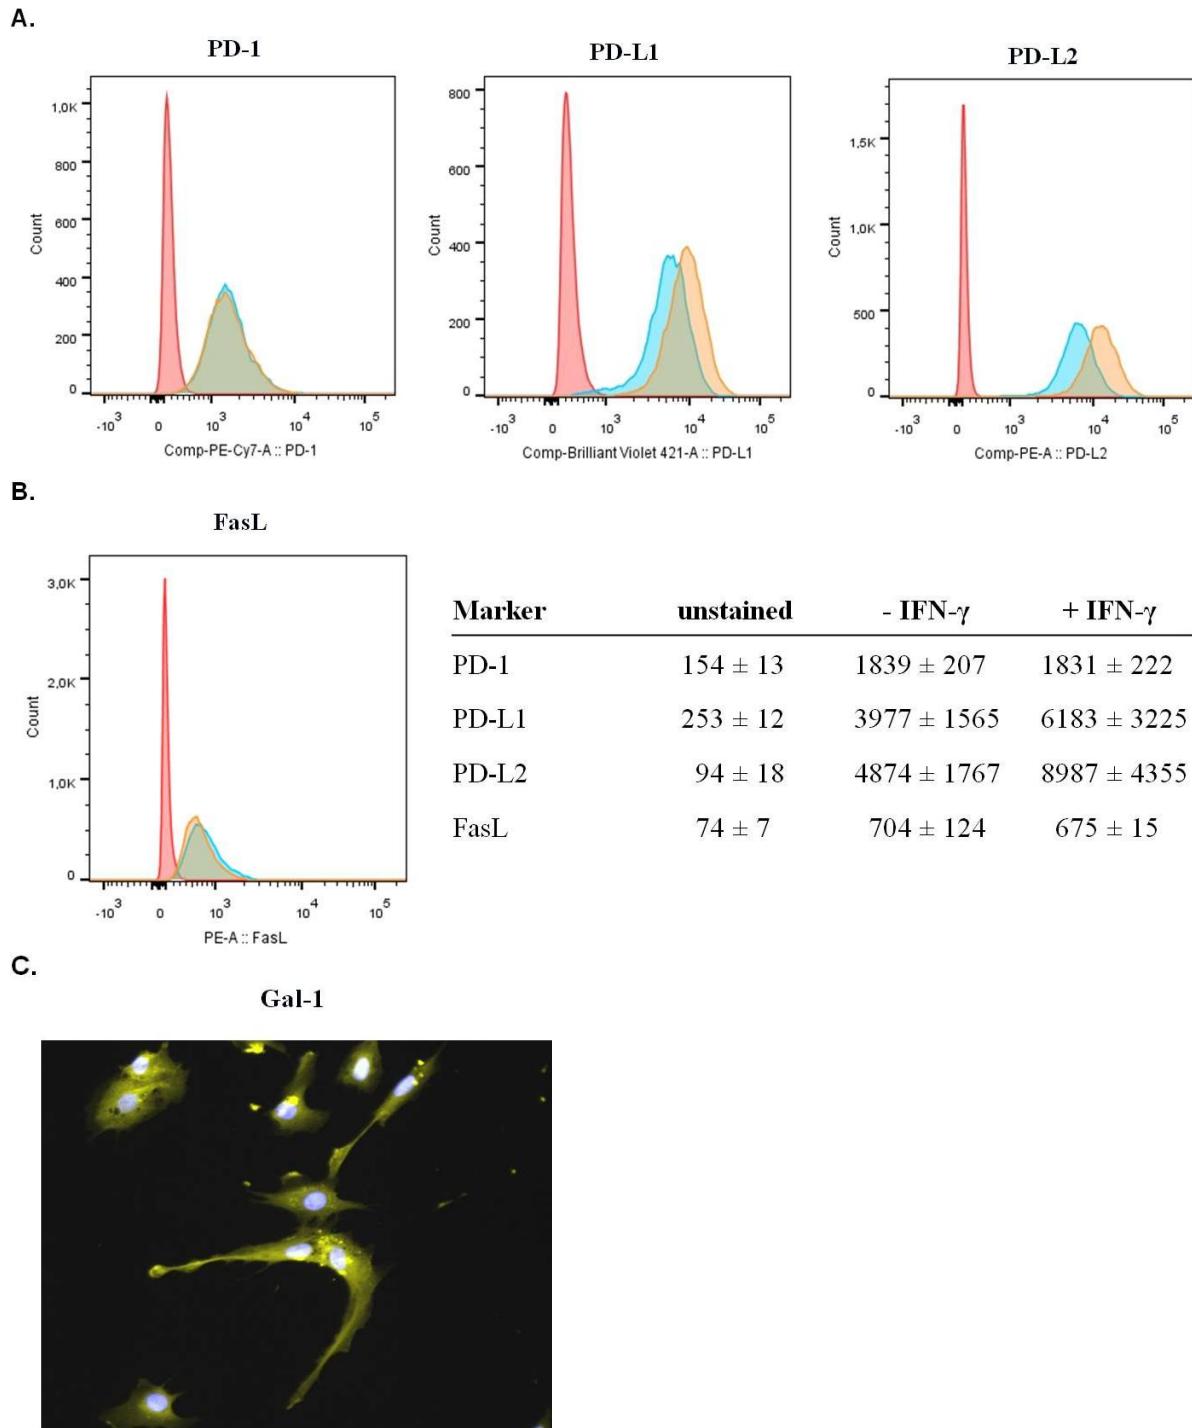 A.
PD-1
1,0K
800
600
400
200
0
Count
-10³ 0 10³ 10⁴ 10⁵
Comp-PE-Cy7-A :: PD-1
PD-L1
800
600
400
200
0
Count
-10³ 0 10³ 10⁴ 10⁵
Comp-Brilliant Violet 421-A :: PD-L1
PD-L2
1,5K
1,0K
500
0
Count
-10³ 0 10³ 10⁴ 10⁵
Comp-PE-A :: PD-L2
B.
FasL
3,0K
2,0K
1,0K
0
Count
-10³ 0 10³ 10⁴ 10⁵
PE-A :: FasL
Marker unstained - IFN-γ + IFN-γ
PD-1 154 ± 13 1839 ± 207 1831 ± 222
PD-L1 253 ± 12 3977 ± 1565 6183 ± 3225
PD-L2 94 ± 18 4874 ± 1767 8987 ± 4355
FasL 74 ± 7 704 ± 124 675 ± 15
C.
Gal-1